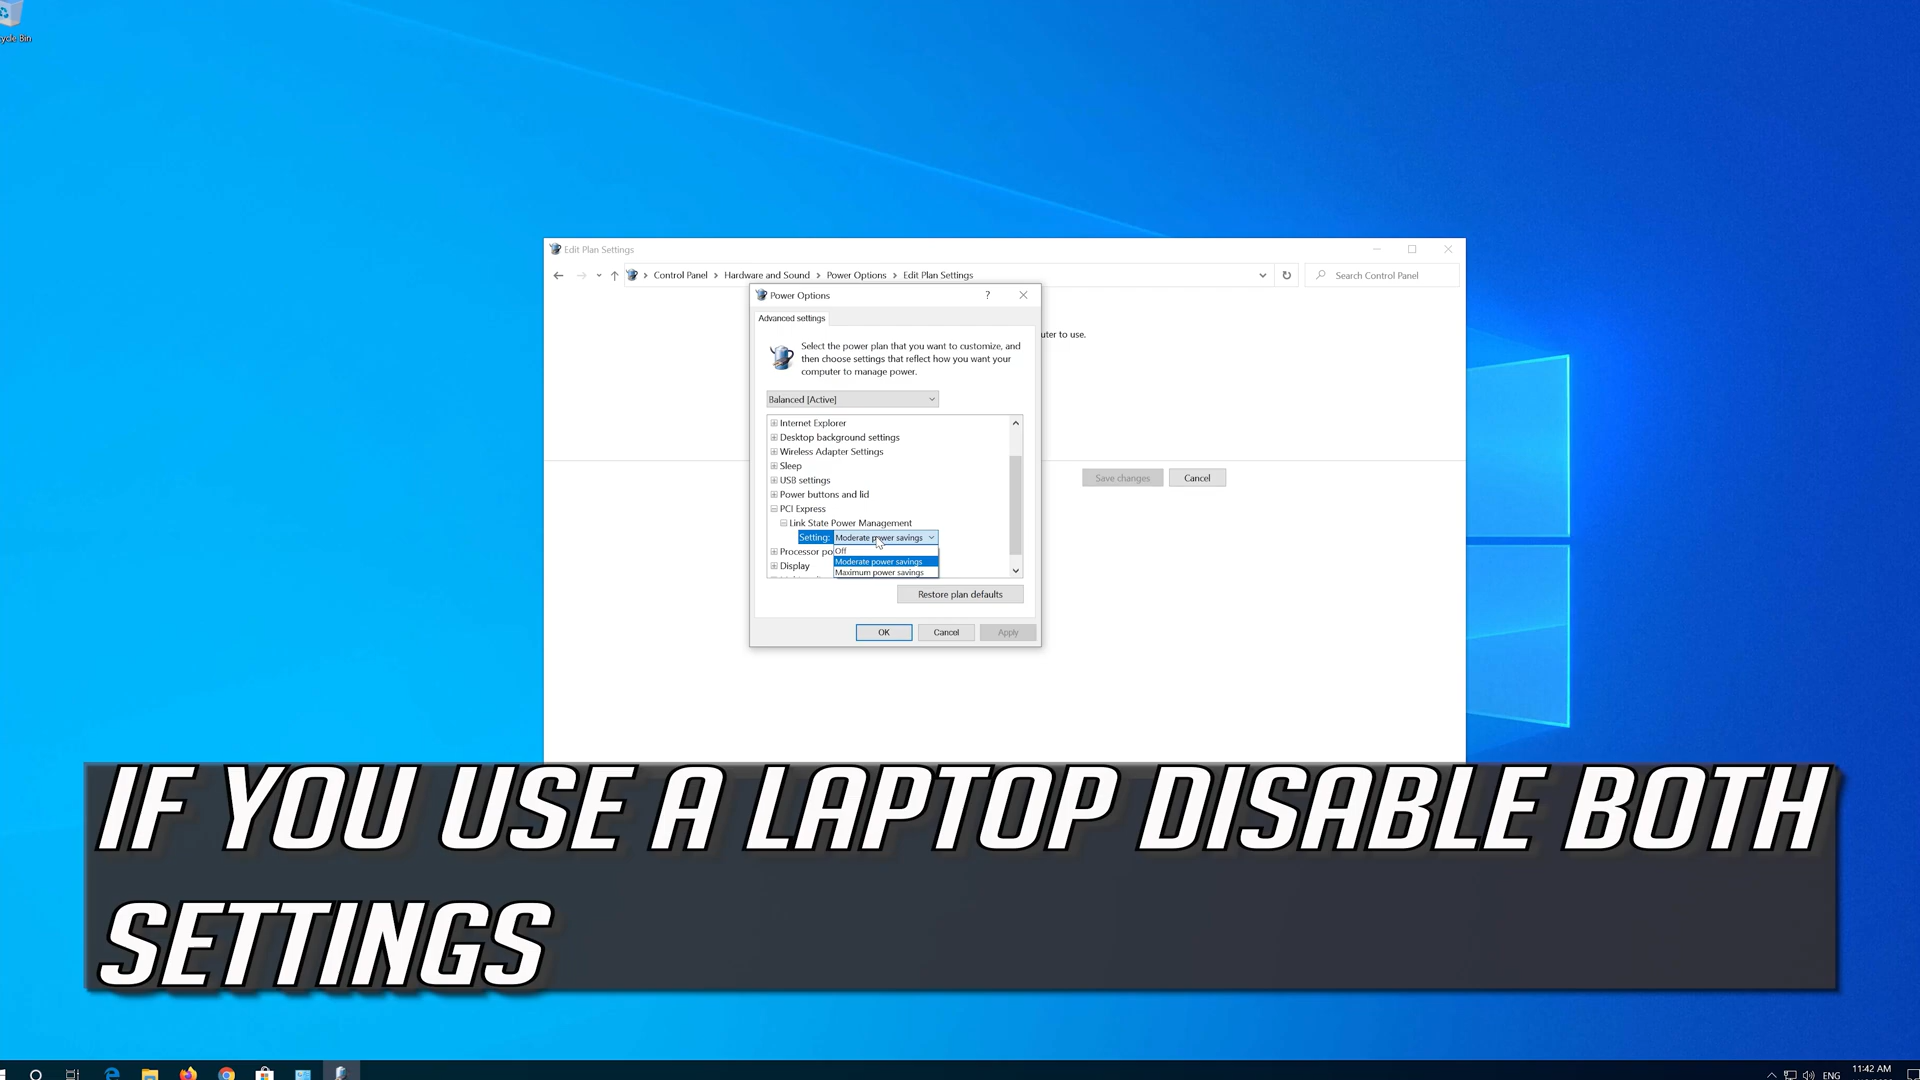 ycle Bin
Edit Plan Settings
Control Panel > Hardware and Sound > Power Options > Edit Plan Settings
Search Control Panel
Power Options
?
Advanced settings
uter to use.
Select the power plan that you want to customize, and
then choose settings that reflect how you want your
computer to manage power.
Balanced [Active]
Internet Explorer
Desktop background settings
Wireless Adapter Settings
Sleep
USB settings
Power buttons and lid
PCI Express
Link State Power Management
Setting: Moderate power savings
Off
Processor po
Moderate power savings
Display
Maximum power savings
Save changes
Cancel
Restore plan defaults
OK
Cancel
Apply
IF YOU USE A LAPTOP DISABLE BOTH
SETTINGS
ENG
11:42 AM